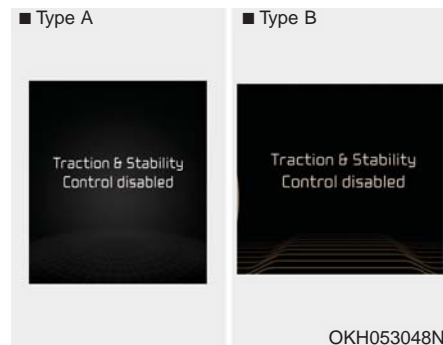 ■ Type A
Traction & Stability
Control disabled
■ Type B
Traction & Stability
Control disabled
OKH053048N